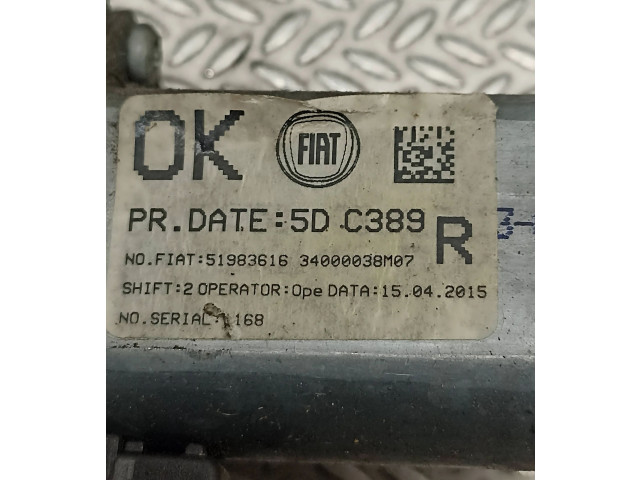 OK FIAT
PR.DATE:5D C389
R
NO.FIAT:51983616 34000038M07
SHIFT:2 OPERATOR:Ope DATA:15.04.2015
NO.SERIAL:1168